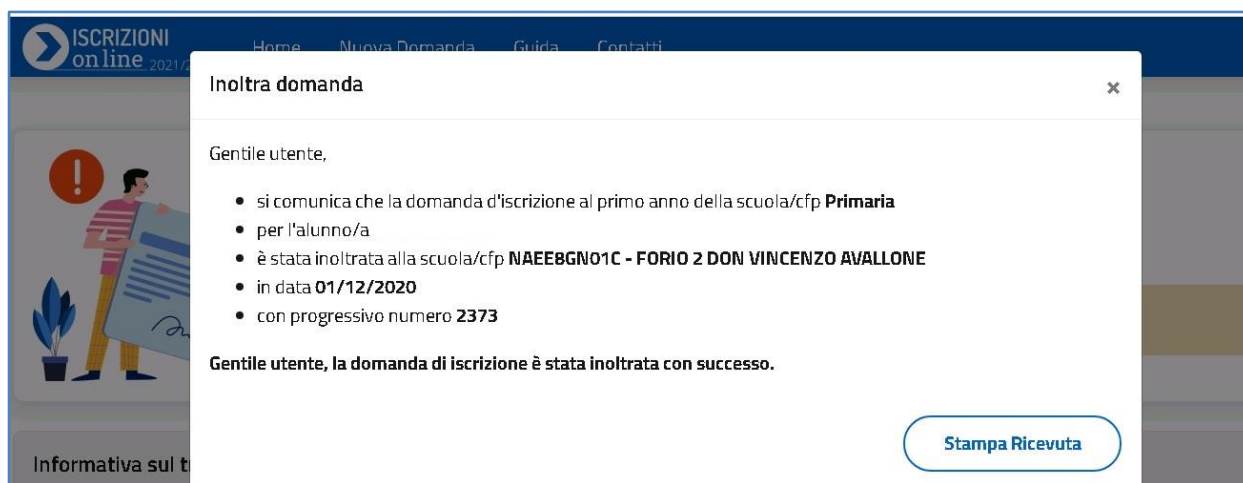 ISCRIZIONI
on line 2021/2
Home Nuova Domanda Guida Contatti
Inoltra domanda
×
Gentile utente,
• si comunica che la domanda d'iscrizione al primo anno della scuola/cfp Primaria
• per l'alunno/a
• è stata inoltrata alla scuola/cfp NAEE8GN01C - FORIO 2 DON VINCENZO AVALLONE
• in data 01/12/2020
• con progressivo numero 2373
Gentile utente, la domanda di iscrizione è stata inoltrata con successo.
Stampa Ricevuta
Informativa sul t